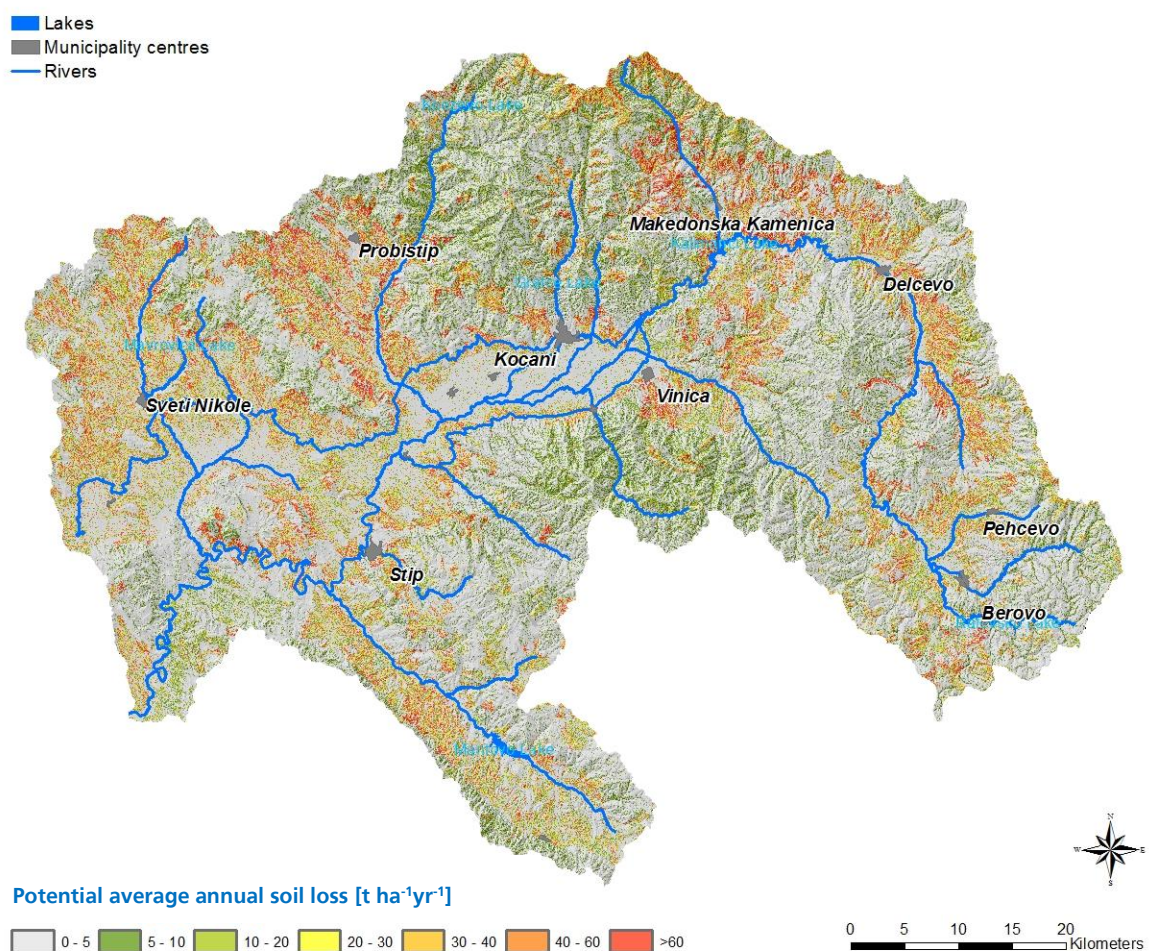 Lakes
Municipality centres
Rivers
Makedonska Kamenica
Probistip
Delcevo
Kocani
Vinica
Sveti Nikole
Pehcevo
Stip
Berovo
N
W E
S
Potential average annual soil loss [t ha⁻¹yr⁻¹]
0 - 5 5 - 10 10 - 20 20 - 30 30 - 40 40 - 60 >60
0 5 10 15 20
Kilometers